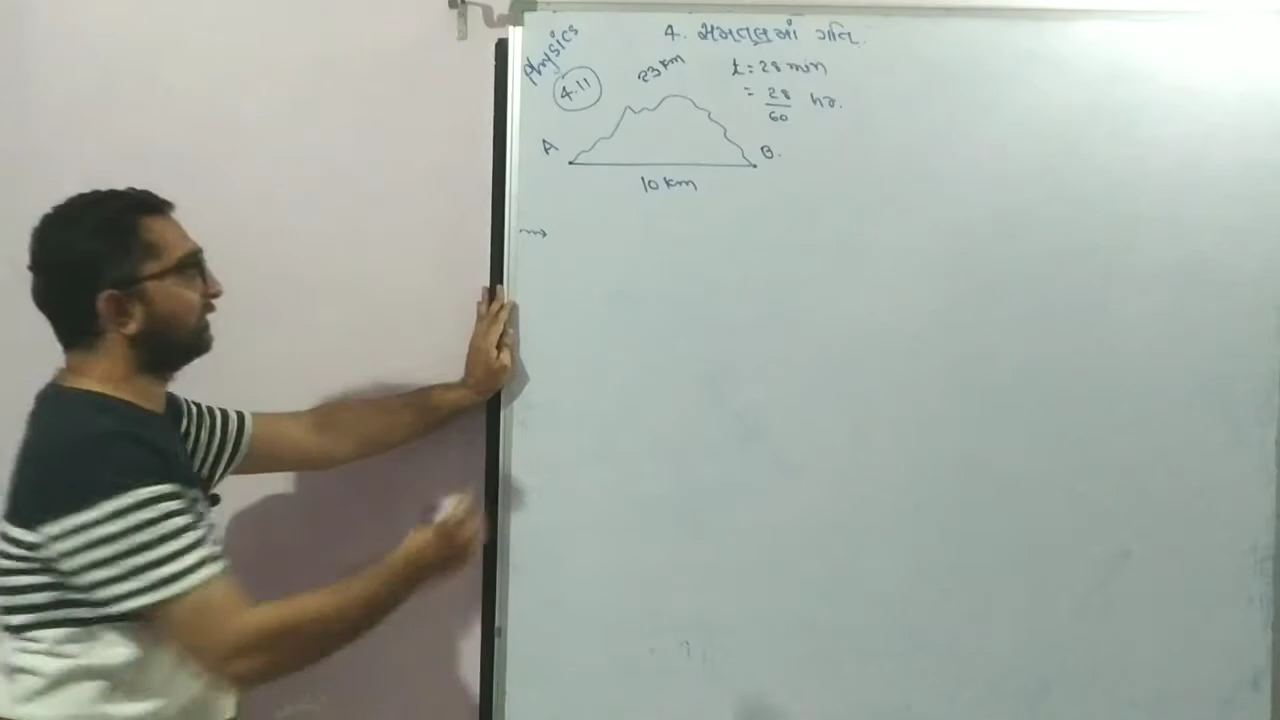 Physics
4. સમતલમાં ગતિ.
4.11
23 km
t = 28 min
= 28/60 hr.
A
B.
10 km